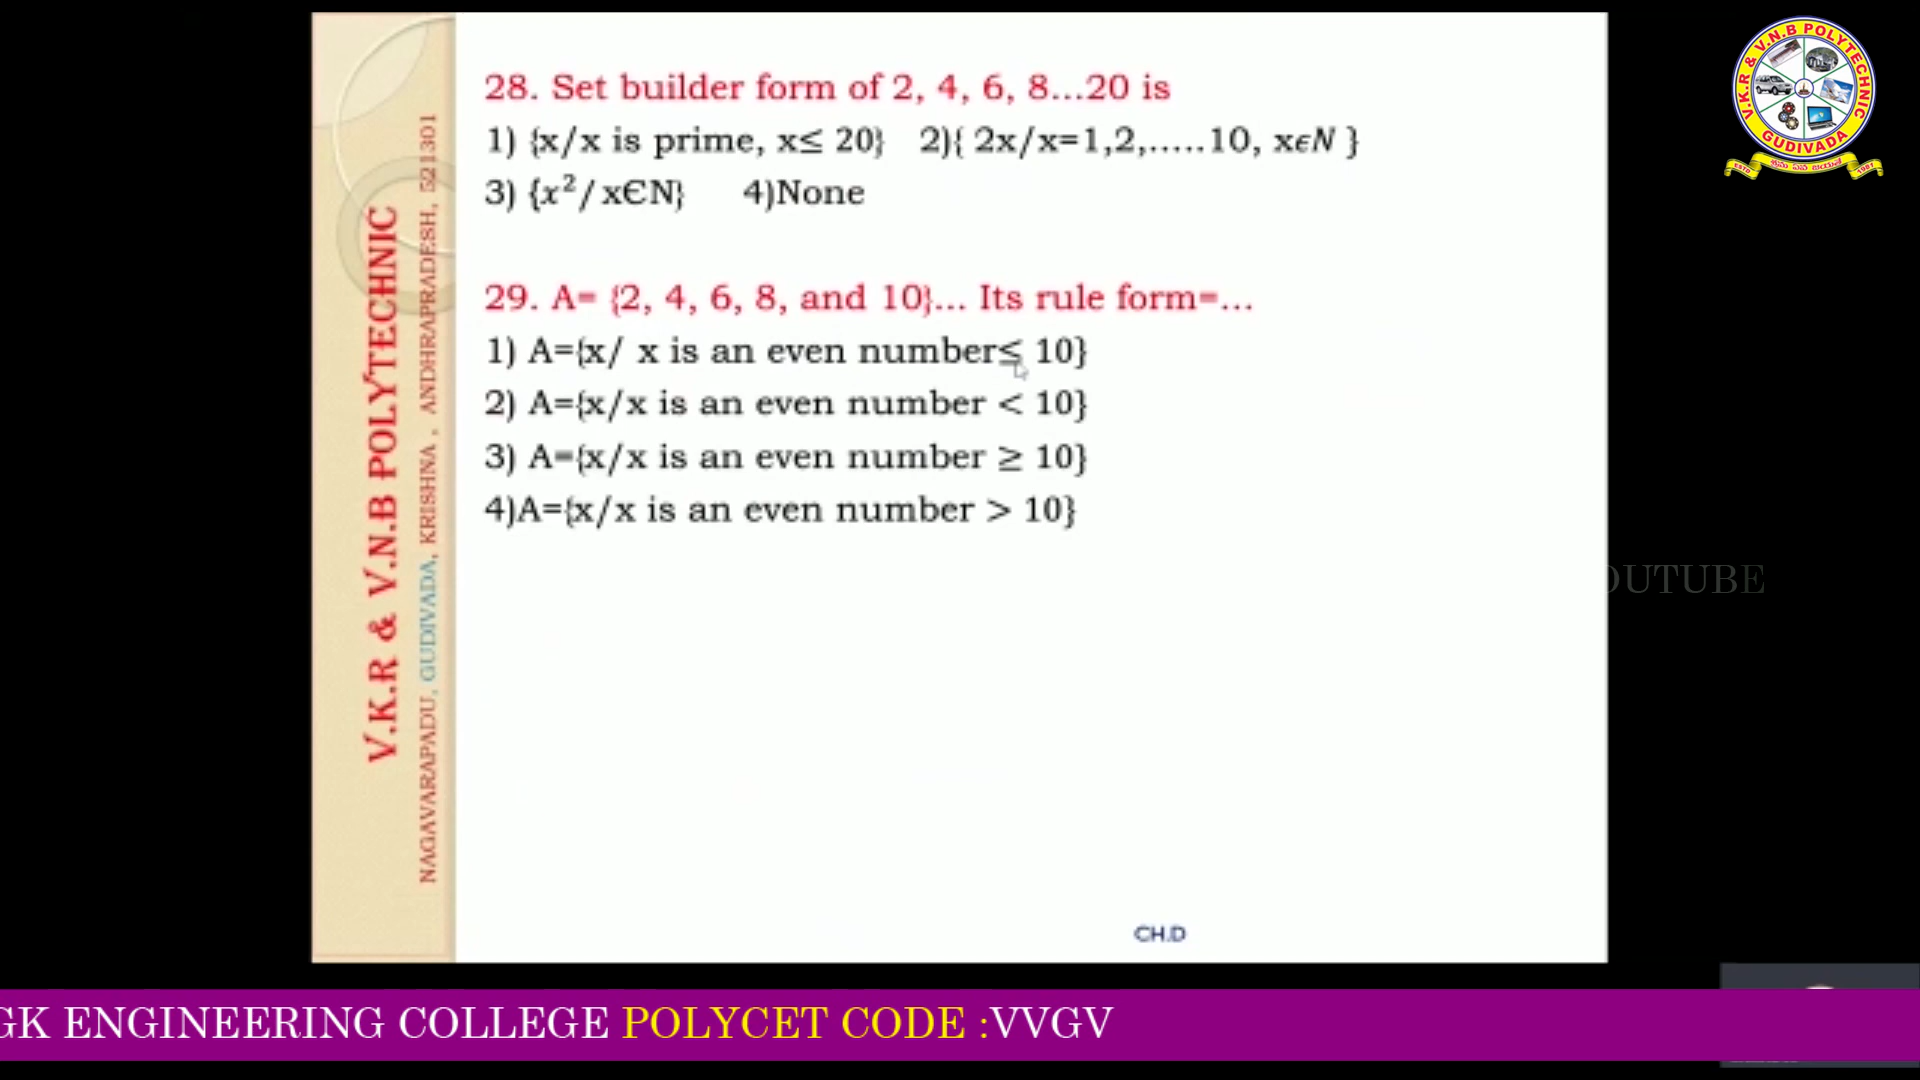 28. Set builder form of 2, 4, 6, 8...20 is
1) {x/x is prime, x≤ 20} 2){ 2x/x=1,2,.....10, xϵN }
3) {x²/ xЄN} 4)None
29. A= {2, 4, 6, 8, and 10}... Its rule form=...
1) A={x/ x is an even number≤ 10}
2) A={x/x is an even number < 10}
3) A={x/x is an even number ≥ 10}
4)A={x/x is an even number > 10}
CH.D
V.K.R & V.N.B POLYTECHNIC
NAGAVARAPADU, GUDIVADA, KRISHNA , ANDHRAPRADESH, 521301
V.K.R & V.N.B POLYTECHNIC
GUDIVADA
OUTUBE
GK ENGINEERING COLLEGE POLYCET CODE :VVGV